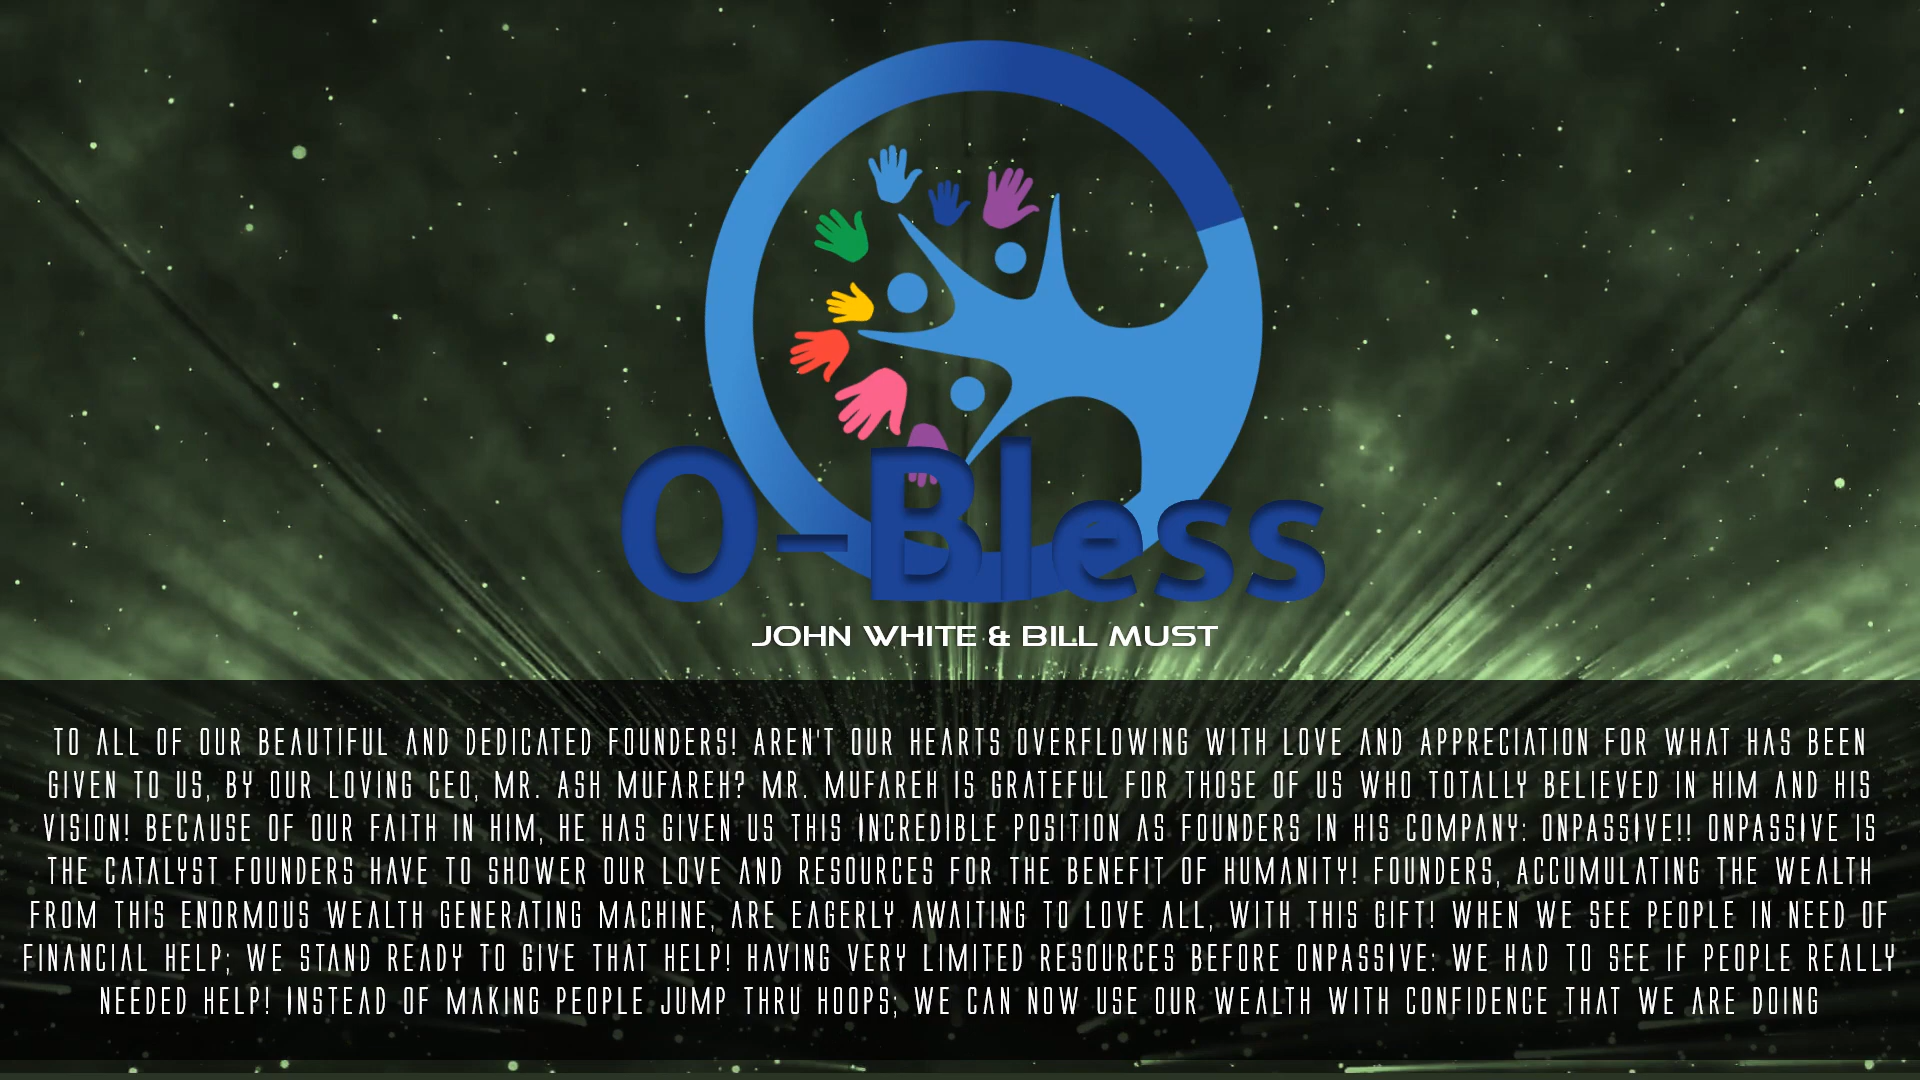 O-Bless
JOHN WHITE & BILL MUST
TO ALL OF OUR BEAUTIFUL AND DEDICATED FOUNDERS! AREN'T OUR HEARTS OVERFLOWING WITH LOVE AND APPRECIATION FOR WHAT HAS BEEN
GIVEN TO US, BY OUR LOVING CEO, MR. ASH MUFAREH? MR. MUFAREH IS GRATEFUL FOR THOSE OF US WHO TOTALLY BELIEVED IN HIM AND HIS
VISION! BECAUSE OF OUR FAITH IN HIM, HE HAS GIVEN US THIS INCREDIBLE POSITION AS FOUNDERS IN HIS COMPANY: ONPASSIVE!! ONPASSIVE IS
THE CATALYST FOUNDERS HAVE TO SHOWER OUR LOVE AND RESOURCES FOR THE BENEFIT OF HUMANITY! FOUNDERS, ACCUMULATING THE WEALTH
FROM THIS ENORMOUS WEALTH GENERATING MACHINE, ARE EAGERLY AWAITING TO LOVE ALL, WITH THIS GIFT! WHEN WE SEE PEOPLE IN NEED OF
FINANCIAL HELP; WE STAND READY TO GIVE THAT HELP! HAVING VERY LIMITED RESOURCES BEFORE ONPASSIVE: WE HAD TO SEE IF PEOPLE REALLY
NEEDED HELP! INSTEAD OF MAKING PEOPLE JUMP THRU HOOPS; WE CAN NOW USE OUR WEALTH WITH CONFIDENCE THAT WE ARE DOING